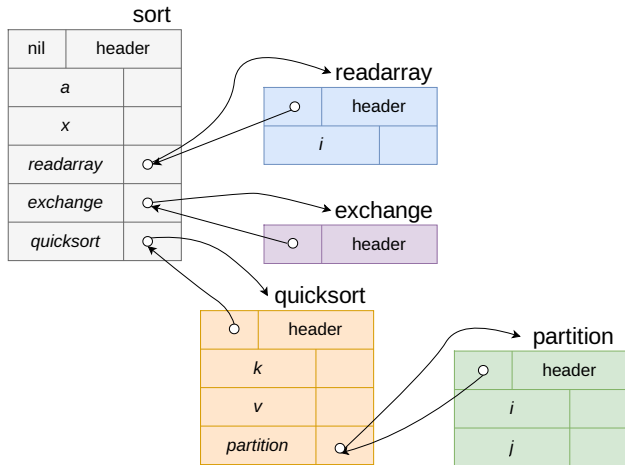 sort
nil header
a
x
readarray
exchange
quicksort
readarray
header
i
exchange
header
quicksort
header
k
v
partition
partition
header
i
j